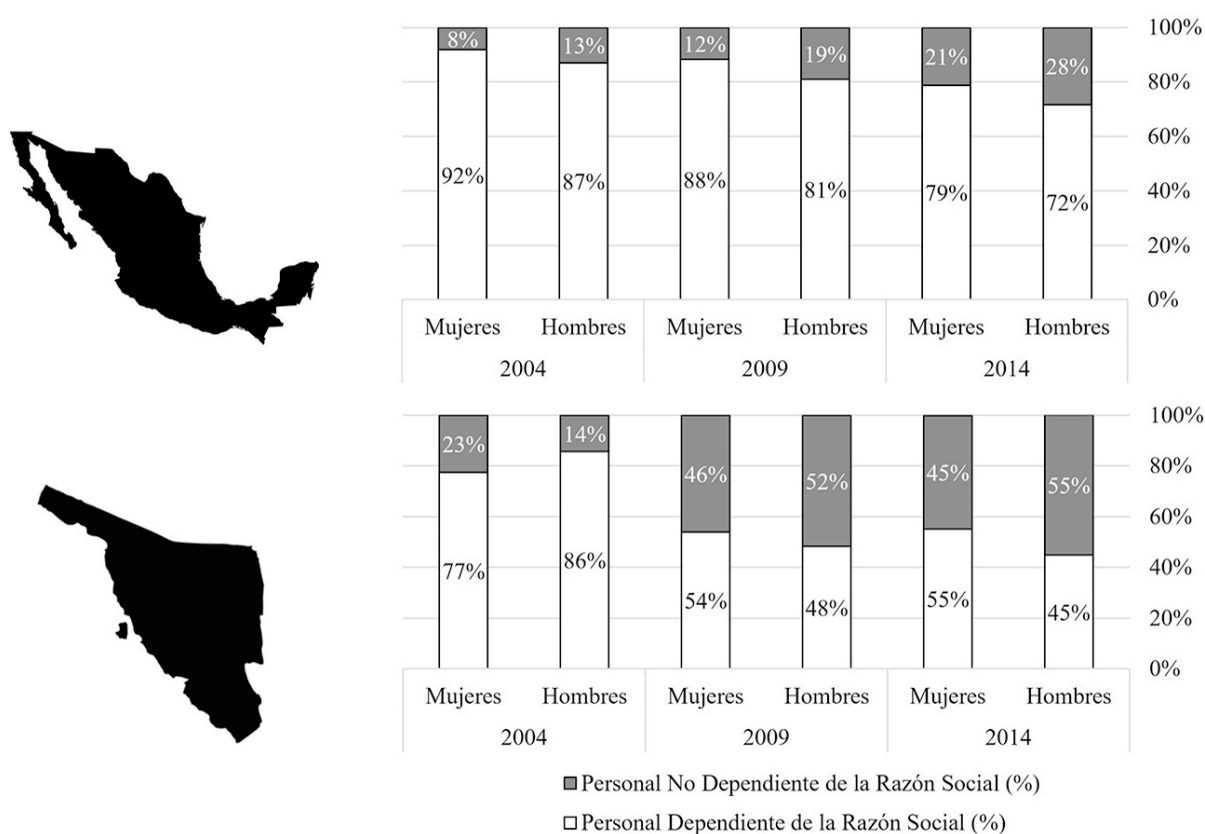 100%
8% 13% 12% 19% 21% 28%
80%
60%
92% 87% 88% 81% 79% 72%
40%
20%
0%
Mujeres Hombres Mujeres Hombres Mujeres Hombres
2004 2009 2014
100%
23% 14% 46% 52% 45% 55%
80%
60%
77% 86% 54% 48% 55% 45%
40%
20%
0%
Mujeres Hombres Mujeres Hombres Mujeres Hombres
2004 2009 2014
Personal No Dependiente de la Razón Social (%)
Personal Dependiente de la Razón Social (%)